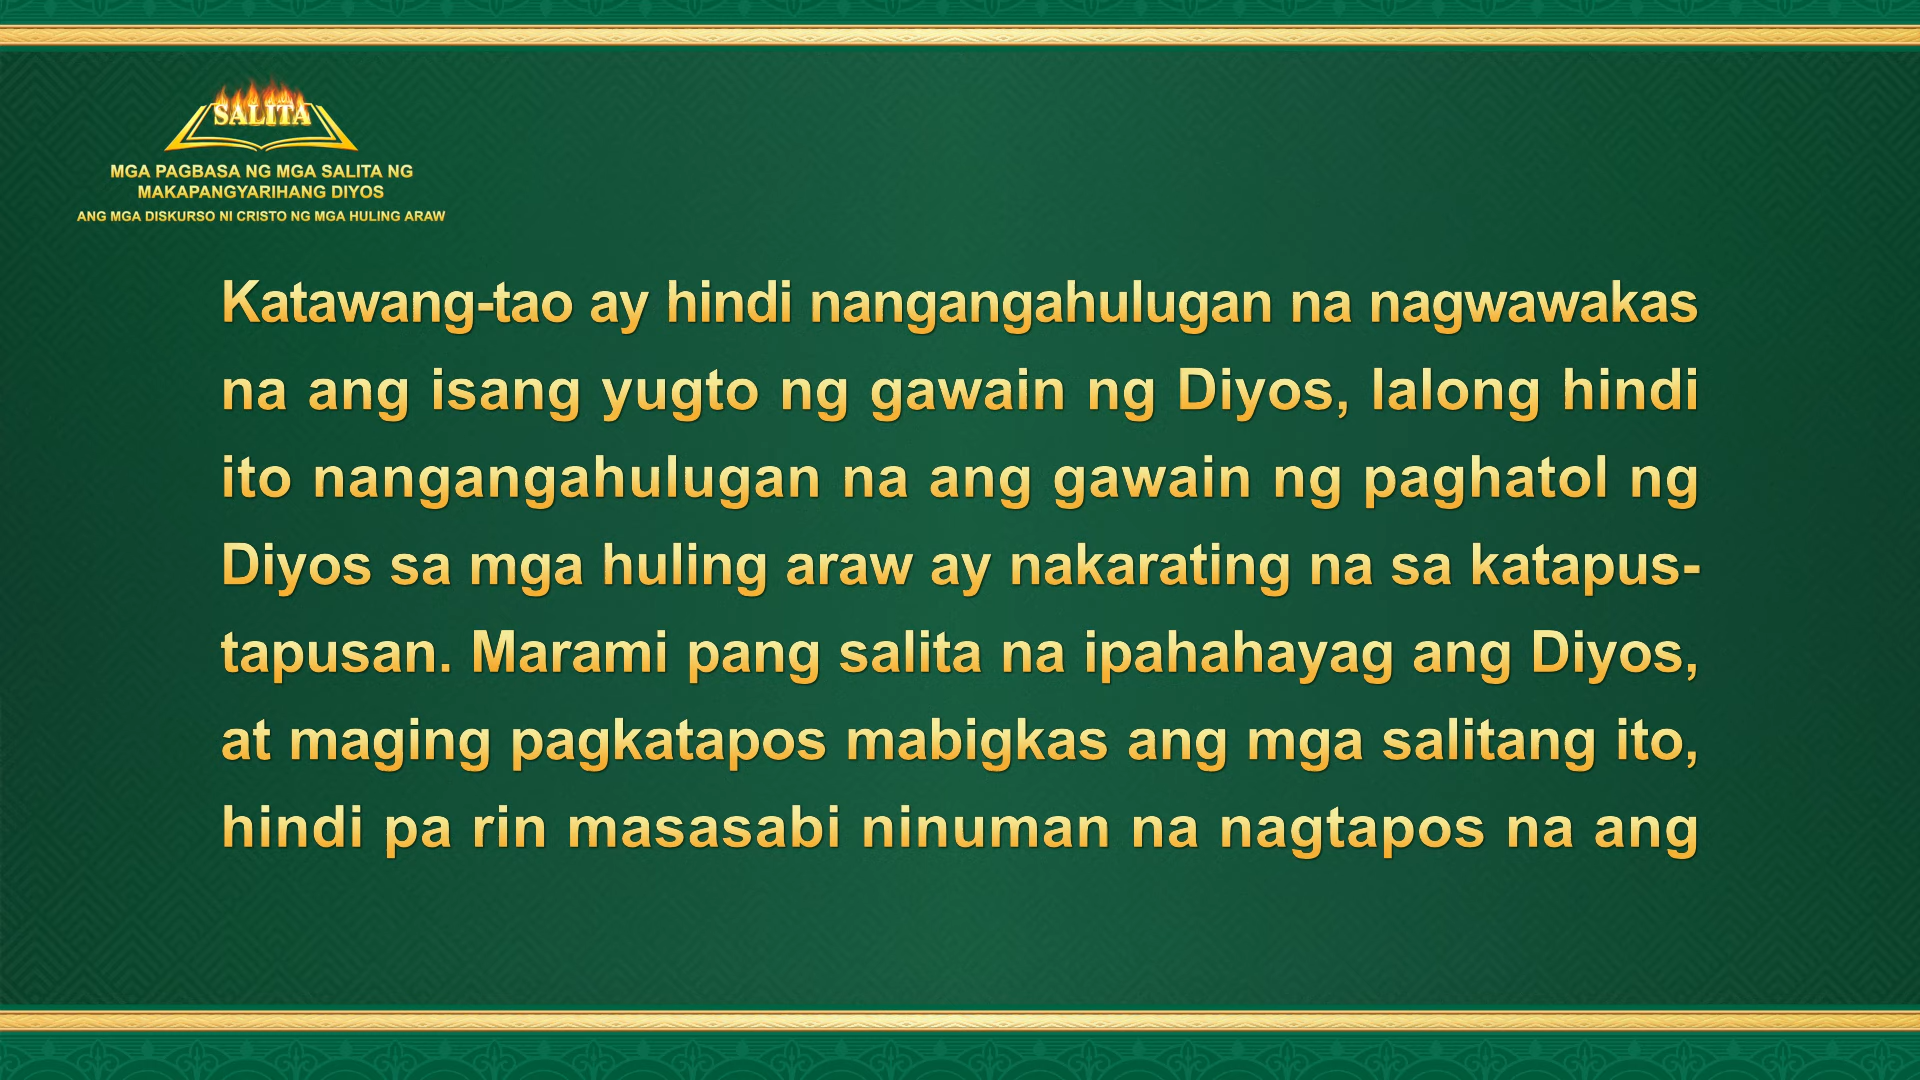 SALITA
MGA PAGBASA NG MGA SALITA NG
MAKAPANGYARIHANG DIYOS
ANG MGA DISKURSO NI CRISTO NG MGA HULING ARAW
Katawang-tao ay hindi nangangahulugan na nagwawakas
na ang isang yugto ng gawain ng Diyos, lalong hindi
ito nangangahulugan na ang gawain ng paghatol ng
Diyos sa mga huling araw ay nakarating na sa katapus-
tapusan. Marami pang salita na ipahahayag ang Diyos,
at maging pagkatapos mabigkas ang mga salitang ito,
hindi pa rin masasabi ninuman na nagtapos na ang